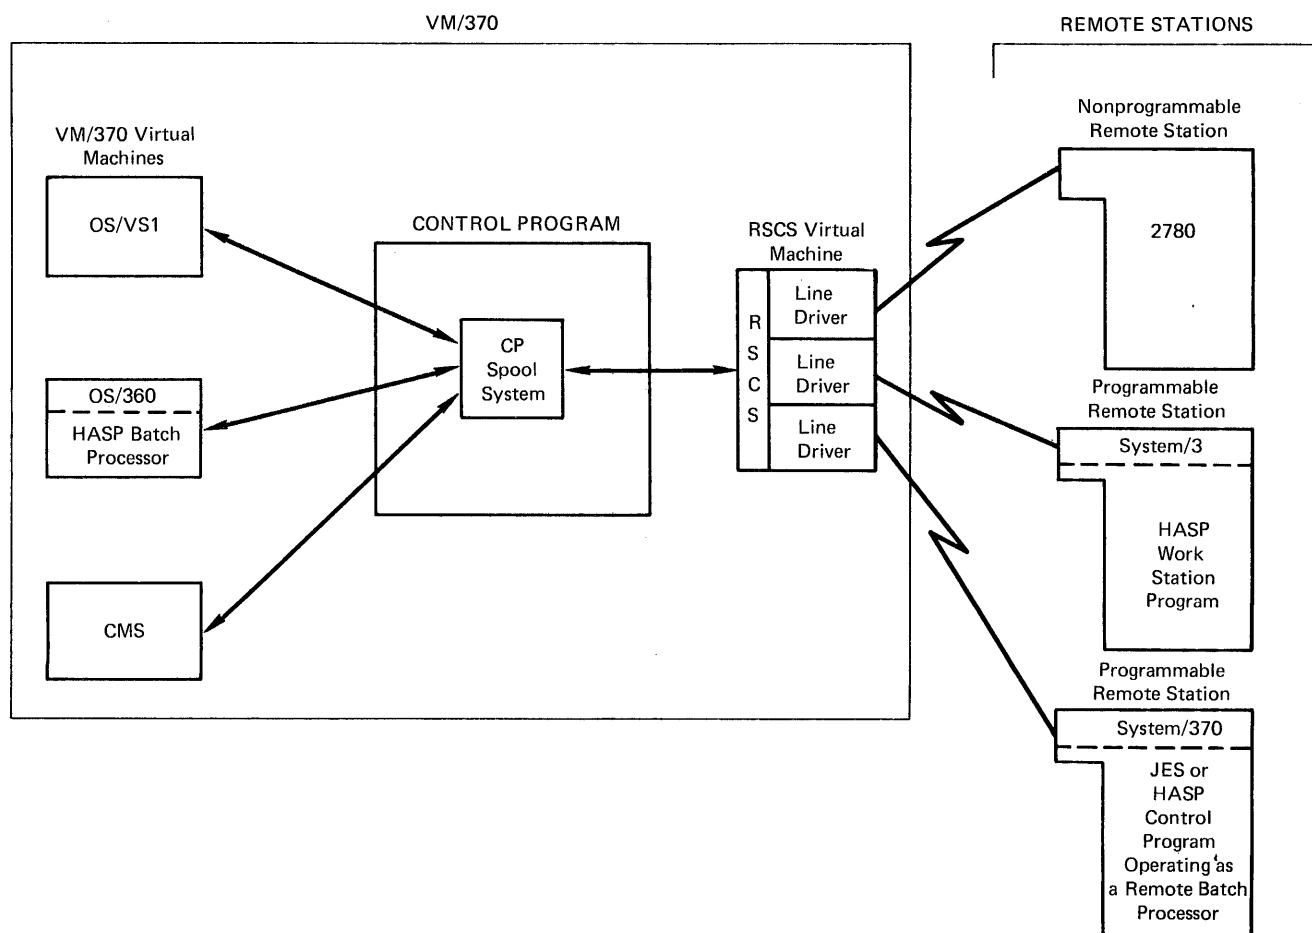 VM/370
REMOTE STATIONS
VM/370 Virtual
Machines
OS/VS1
OS/360
HASP Batch
Processor
CMS
CONTROL PROGRAM
CP
Spool
System
RSCS Virtual
Machine
R
S
C
S
Line
Driver
Line
Driver
Line
Driver
Nonprogrammable
Remote Station
2780
Programmable
Remote Station
System/3
HASP
Work
Station
Program
Programmable
Remote Station
System/370
JES or
HASP
Control
Program
Operating as
a Remote Batch
Processor